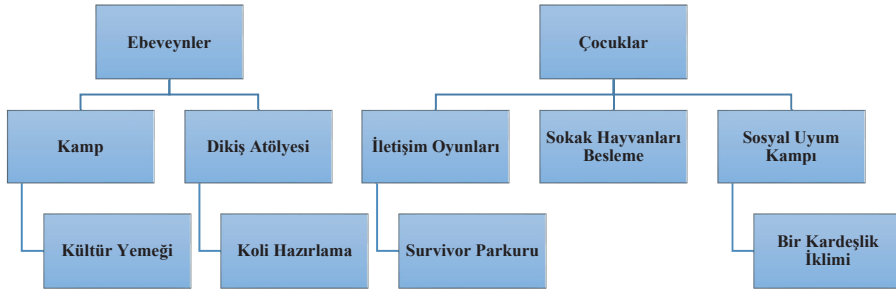 Ebeveynler
Çocuklar
Kamp
Dikiş Atölyesi
İletişim Oyunları
Sokak Hayvanları
Besleme
Sosyal Uyum
Kampı
Kültür Yemeği
Koli Hazırlama
Survivor Parkuru
Bir Kardeşlik
İklimi